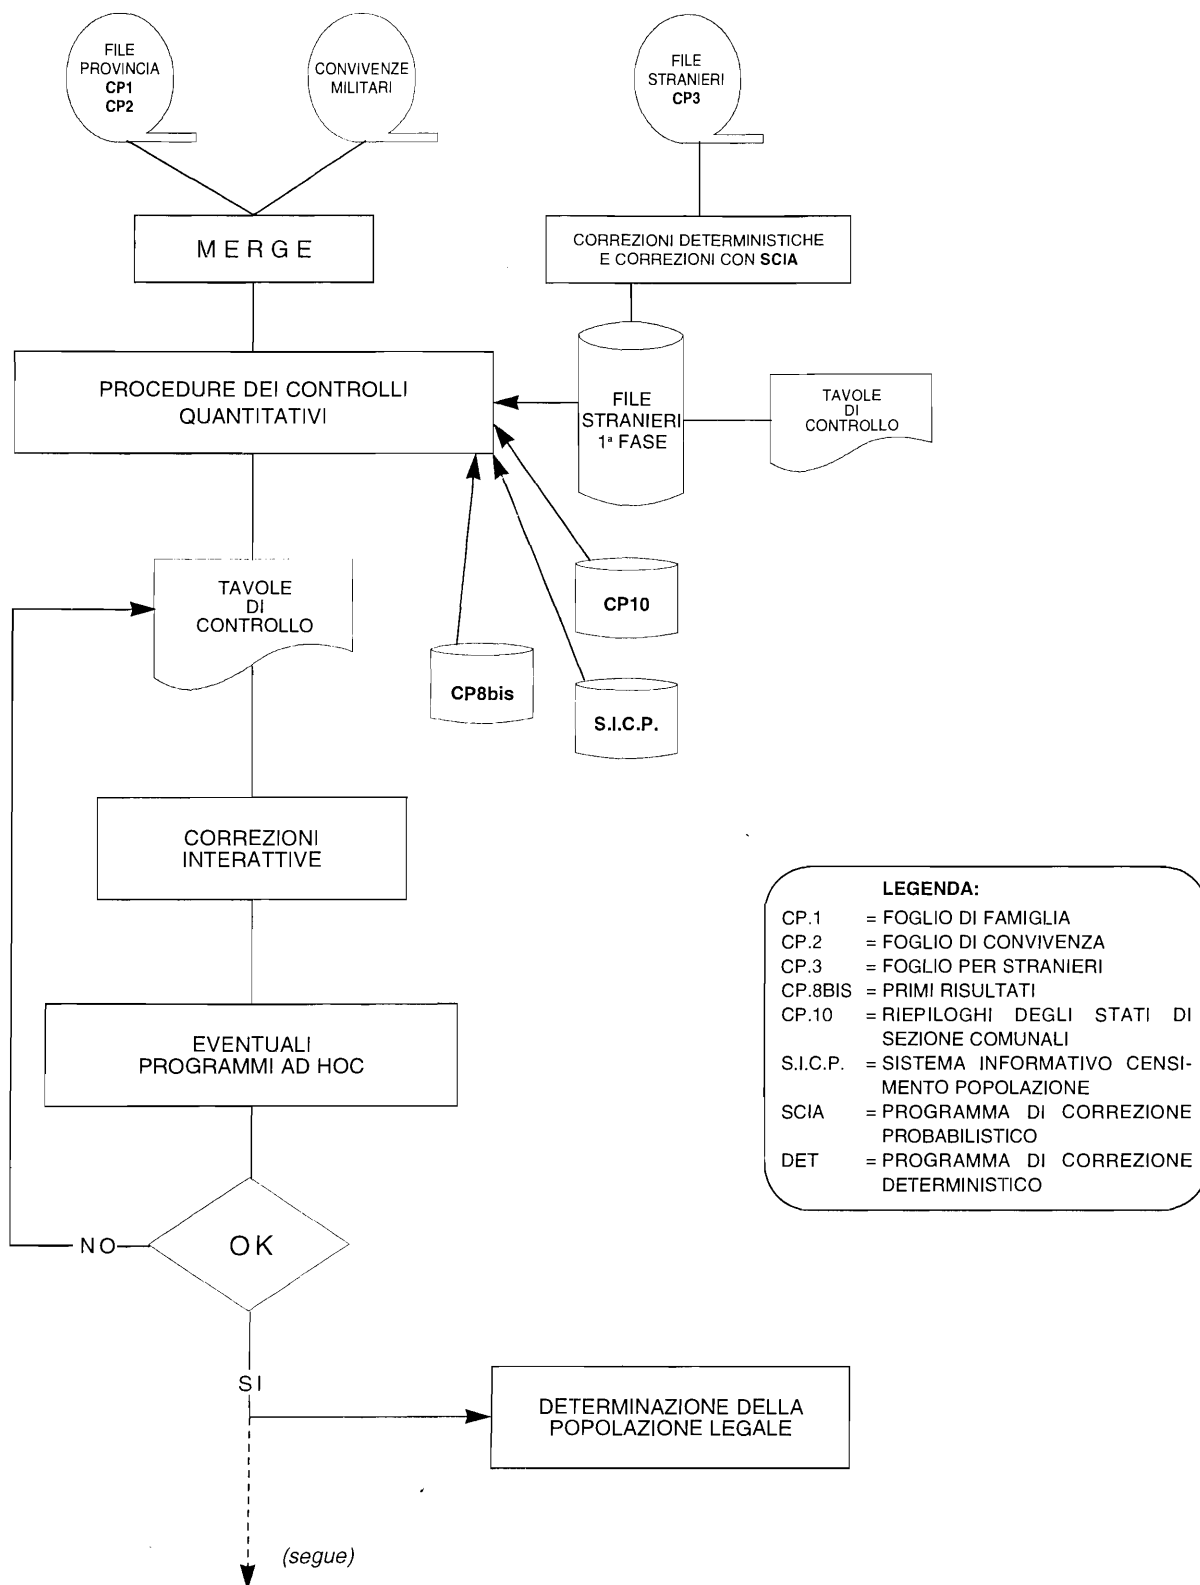 FILE
PROVINCIA
CP1
CP2
CONVIVENZE
MILITARI
FILE
STRANIERI
CP3
MERGE
CORREZIONI DETERMINISTICHE
E CORREZIONI CON SCIA
PROCEDURE DEI CONTROLLI
QUANTITATIVI
FILE
STRANIERI
1ª FASE
TAVOLE
DI
CONTROLLO
TAVOLE
DI
CONTROLLO
CP10
CP8bis
S.I.C.P.
CORREZIONI
INTERATTIVE
EVENTUALI
PROGRAMMI AD HOC
NO
OK
SI
DETERMINAZIONE DELLA
POPOLAZIONE LEGALE
(segue)
LEGENDA:
CP.1 = FOGLIO DI FAMIGLIA
CP.2 = FOGLIO DI CONVIVENZA
CP.3 = FOGLIO PER STRANIERI
CP.8BIS = PRIMI RISULTATI
CP.10 = RIEPILOGHI DEGLI STATI DI
SEZIONE COMUNALI
S.I.C.P. = SISTEMA INFORMATIVO CENSI-
MENTO POPOLAZIONE
SCIA = PROGRAMMA DI CORREZIONE
PROBABILISTICO
DET = PROGRAMMA DI CORREZIONE
DETERMINISTICO